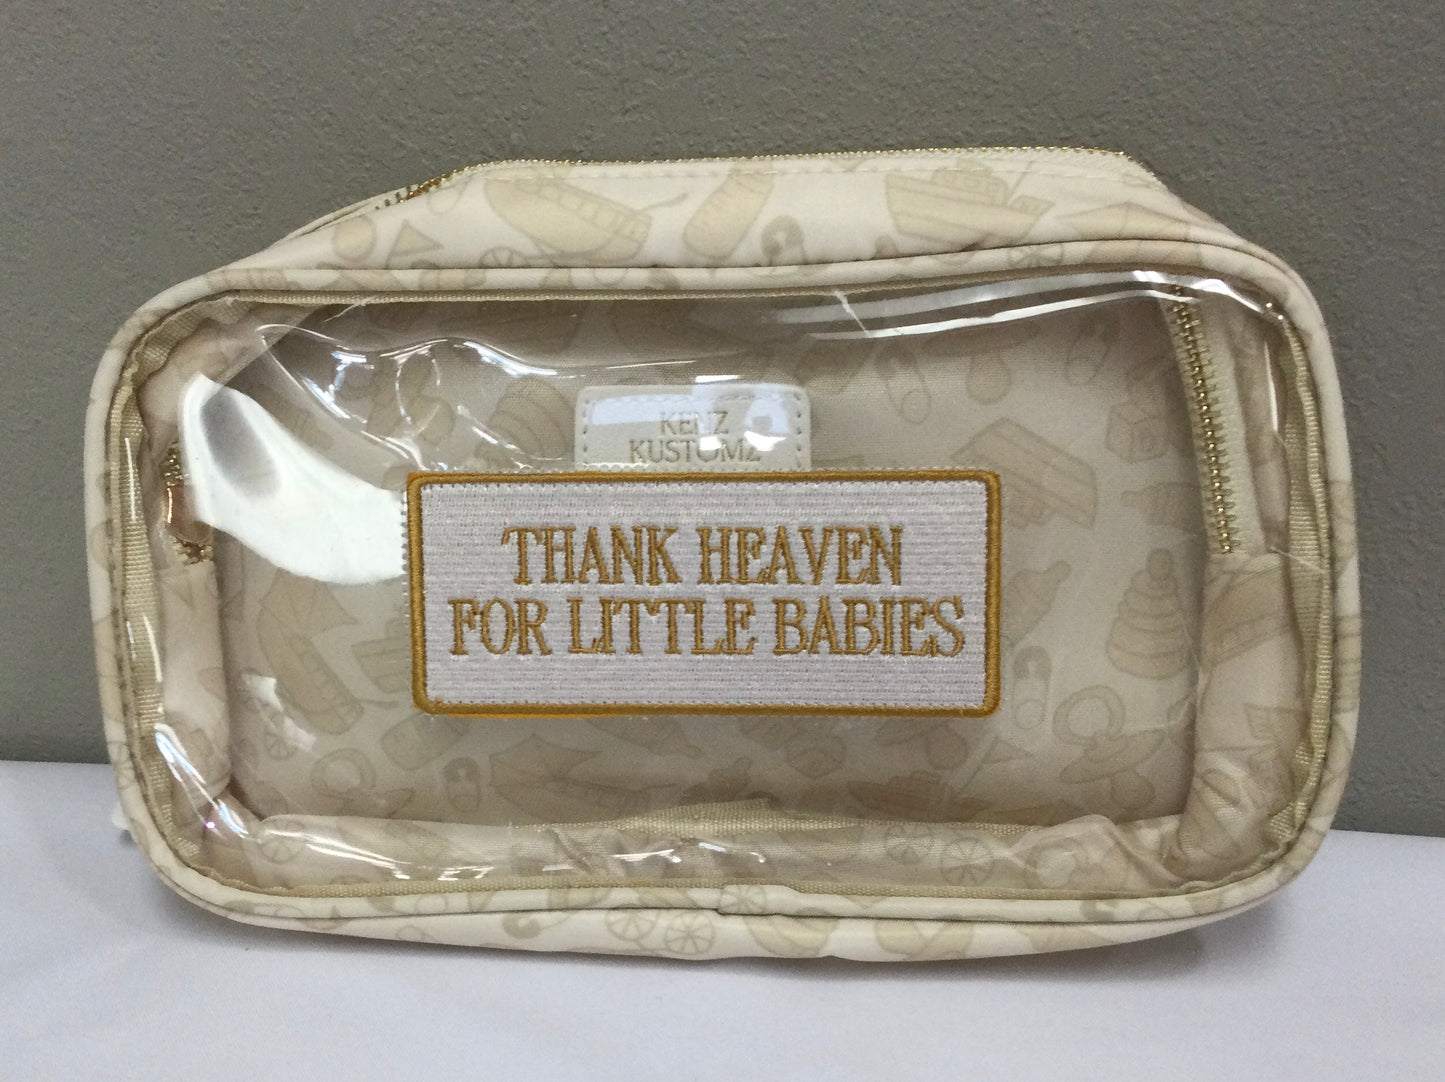 KENZ
KUSTOMZ
THANK HEAVEN
FOR LITTLE BABIES